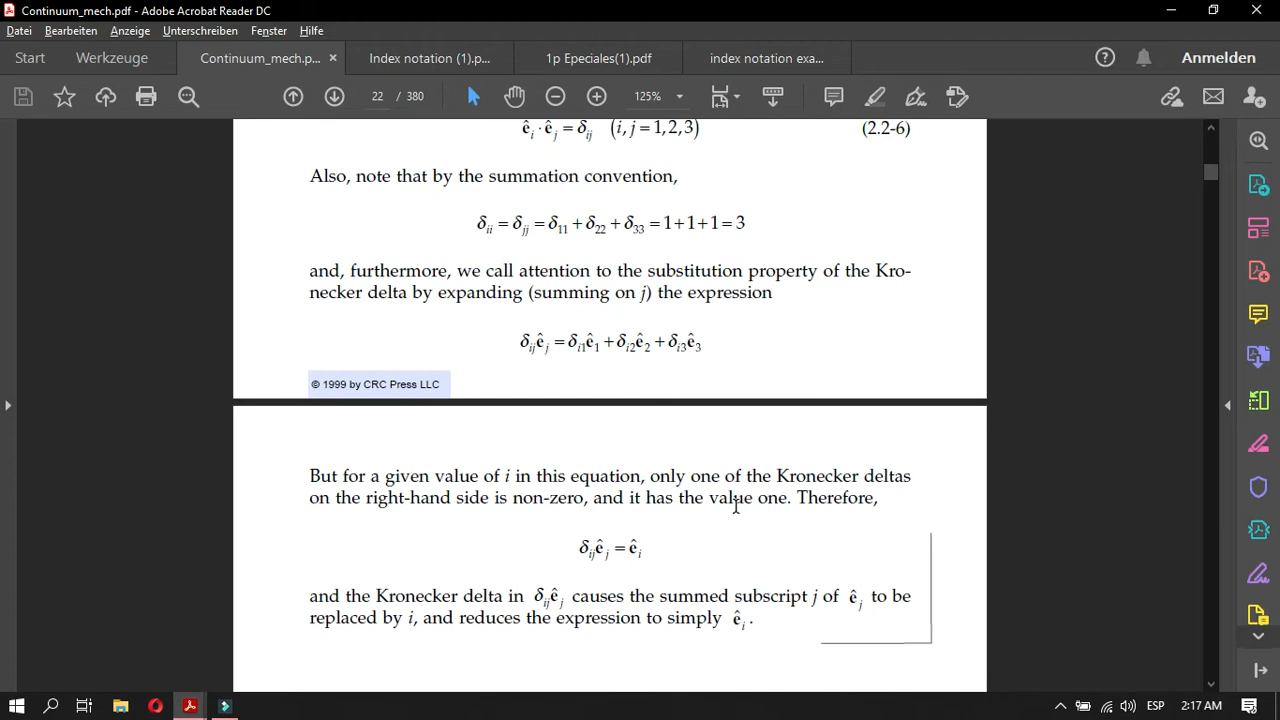 Continuum_mech.pdf - Adobe Acrobat Reader DC
Datei Bearbeiten Anzeige Unterschreiben Fenster Hilfe
Start Werkzeuge Continuum_mech.p... × Index notation (1).p... 1p Epeciales(1).pdf index notation exa... Anmelden
22 / 380 125%
ê_i · ê_j = δ_ij (i, j = 1, 2, 3) (2.2-6)
Also, note that by the summation convention,
δ_ii = δ_jj = δ_11 + δ_22 + δ_33 = 1+1+1 = 3
and, furthermore, we call attention to the substitution property of the Kro-
necker delta by expanding (summing on j) the expression
δ_ij ê_j = δ_i1 ê_1 + δ_i2 ê_2 + δ_i3 ê_3
© 1999 by CRC Press LLC
But for a given value of i in this equation, only one of the Kronecker deltas
on the right-hand side is non-zero, and it has the value one. Therefore,
δ_ij ê_j = ê_i
and the Kronecker delta in δ_ij ê_j causes the summed subscript j of ê_j to be
replaced by i, and reduces the expression to simply ê_i .
ESP 2:17 AM